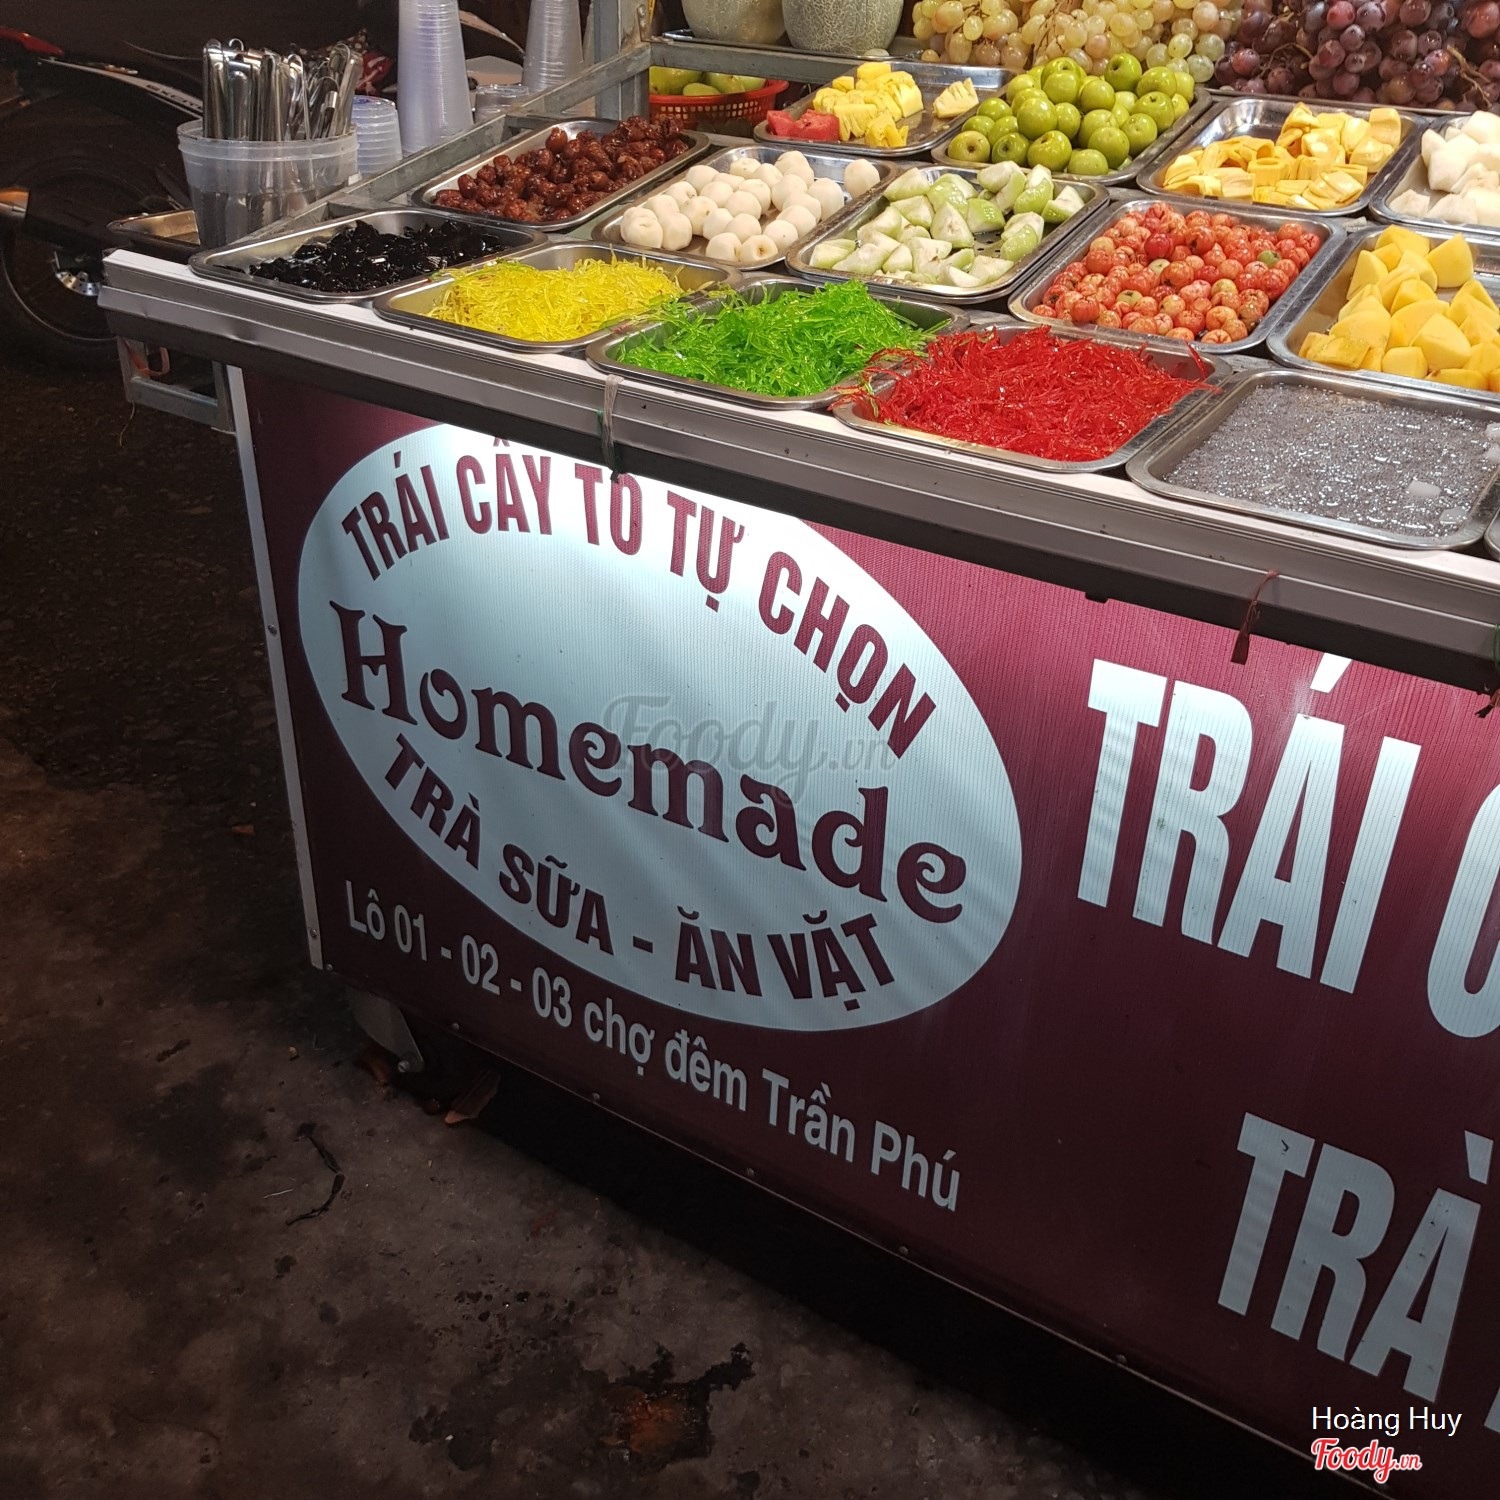 TRÁI CÂY TÔ TỰ CHỌN
Homemade
TRÀ SỮA - ĂN VẶT
Lô 01 - 02 - 03 chợ đêm Trần Phú
TRÁI
TRÀ
Foody.vn
Hoàng Huy
Foody.vn